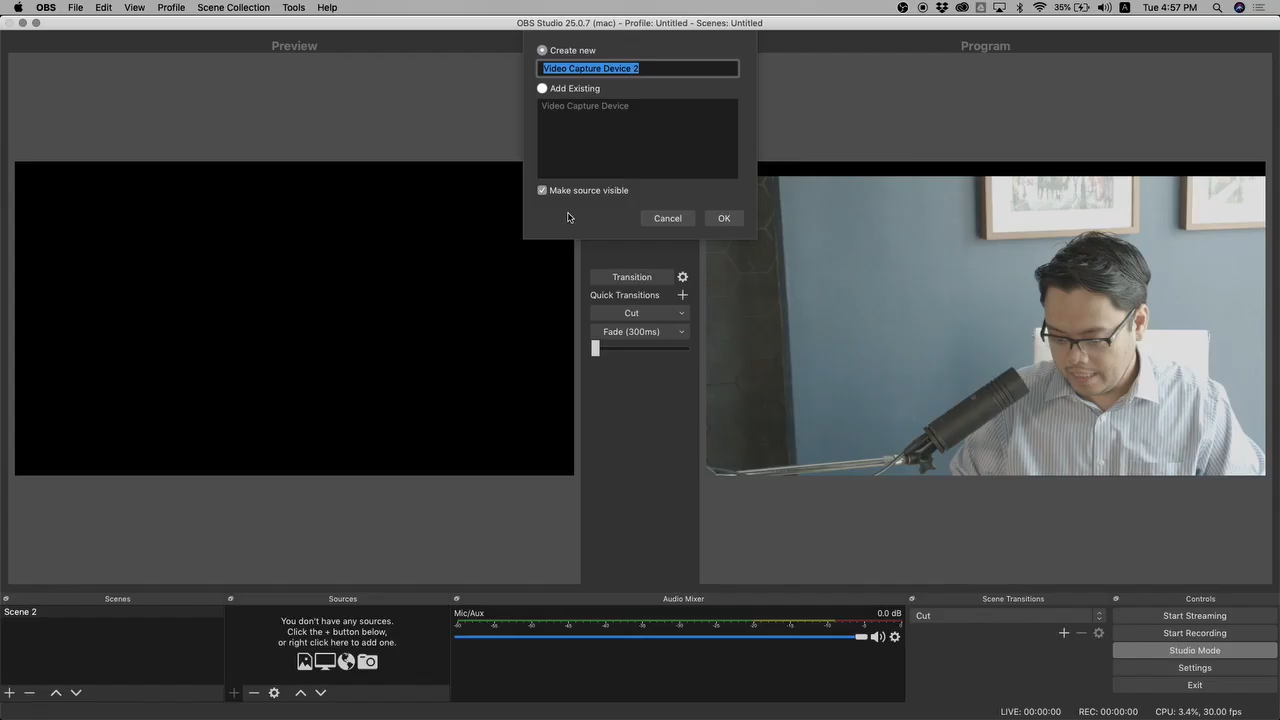 OBS File Edit View Profile Scene Collection Tools Help
35% A Tue 4:57 PM
OBS Studio 25.0.7 (mac) - Profile: Untitled - Scenes: Untitled
Preview
Program
Create new
Video Capture Device 2
Add Existing
Video Capture Device
Make source visible
Cancel OK
Transition
Quick Transitions
Cut
Fade (300ms)
Scenes
Sources
Audio Mixer
Scene Transitions
Controls
Scene 2
You don't have any sources.
Click the + button below,
or right click here to add one.
Mic/Aux 0.0 dB
Cut
Start Streaming
Start Recording
Studio Mode
Settings
Exit
LIVE: 00:00:00 REC: 00:00:00 CPU: 3.4%, 30.00 fps